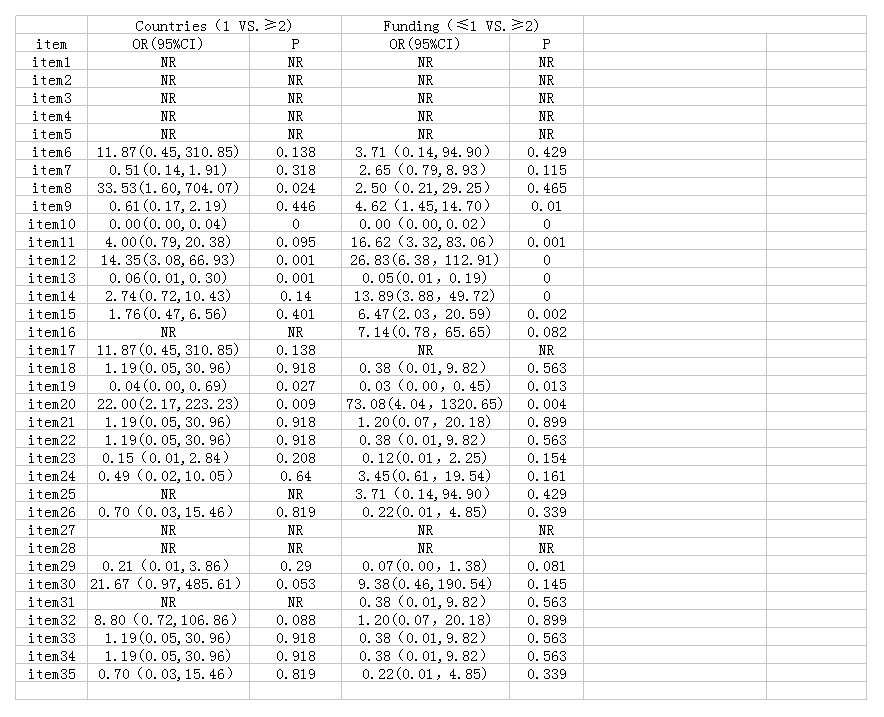 Countries（1 VS.≥2） Funding（≤1 VS.≥2）
item OR(95%CI) P OR(95%CI) P
item1 NR NR NR NR
item2 NR NR NR NR
item3 NR NR NR NR
item4 NR NR NR NR
item5 NR NR NR NR
item6 11.87(0.45,310.85) 0.138 3.71（0.14,94.90） 0.429
item7 0.51(0.14,1.91) 0.318 2.65（0.79,8.93） 0.115
item8 33.53(1.60,704.07) 0.024 2.50（0.21,29.25） 0.465
item9 0.61(0.17,2.19) 0.446 4.62（1.45,14.70） 0.01
item10 0.00(0.00,0.04) 0 0.00（0.00,0.02） 0
item11 4.00(0.79,20.38) 0.095 16.62（3.32,83.06） 0.001
item12 14.35(3.08,66.93) 0.001 26.83(6.38，112.91) 0
item13 0.06(0.01,0.30) 0.001 0.05(0.01，0.19) 0
item14 2.74(0.72,10.43) 0.14 13.89(3.88，49.72) 0
item15 1.76(0.47,6.56) 0.401 6.47(2.03，20.59) 0.002
item16 NR NR 7.14(0.78，65.65) 0.082
item17 11.87(0.45,310.85) 0.138 NR NR
item18 1.19(0.05,30.96) 0.918 0.38（0.01,9.82） 0.563
item19 0.04(0.00,0.69) 0.027 0.03（0.00，0.45) 0.013
item20 22.00(2.17,223.23) 0.009 73.08(4.04，1320.65) 0.004
item21 1.19(0.05,30.96) 0.918 1.20(0.07，20.18) 0.899
item22 1.19(0.05,30.96) 0.918 0.38（0.01,9.82） 0.563
item23 0.15（0.01,2.84） 0.208 0.12(0.01，2.25) 0.154
item24 0.49（0.02,10.05） 0.64 3.45(0.61，19.54) 0.161
item25 NR NR 3.71（0.14,94.90） 0.429
item26 0.70（0.03,15.46） 0.819 0.22(0.01，4.85) 0.339
item27 NR NR NR NR
item28 NR NR NR NR
item29 0.21（0.01,3.86） 0.29 0.07(0.00，1.38) 0.081
item30 21.67（0.97,485.61） 0.053 9.38(0.46,190.54) 0.145
item31 NR NR 0.38（0.01,9.82） 0.563
item32 8.80（0.72,106.86） 0.088 1.20(0.07，20.18) 0.899
item33 1.19(0.05,30.96) 0.918 0.38（0.01,9.82） 0.563
item34 1.19(0.05,30.96) 0.918 0.38（0.01,9.82） 0.563
item35 0.70（0.03,15.46） 0.819 0.22(0.01，4.85) 0.339